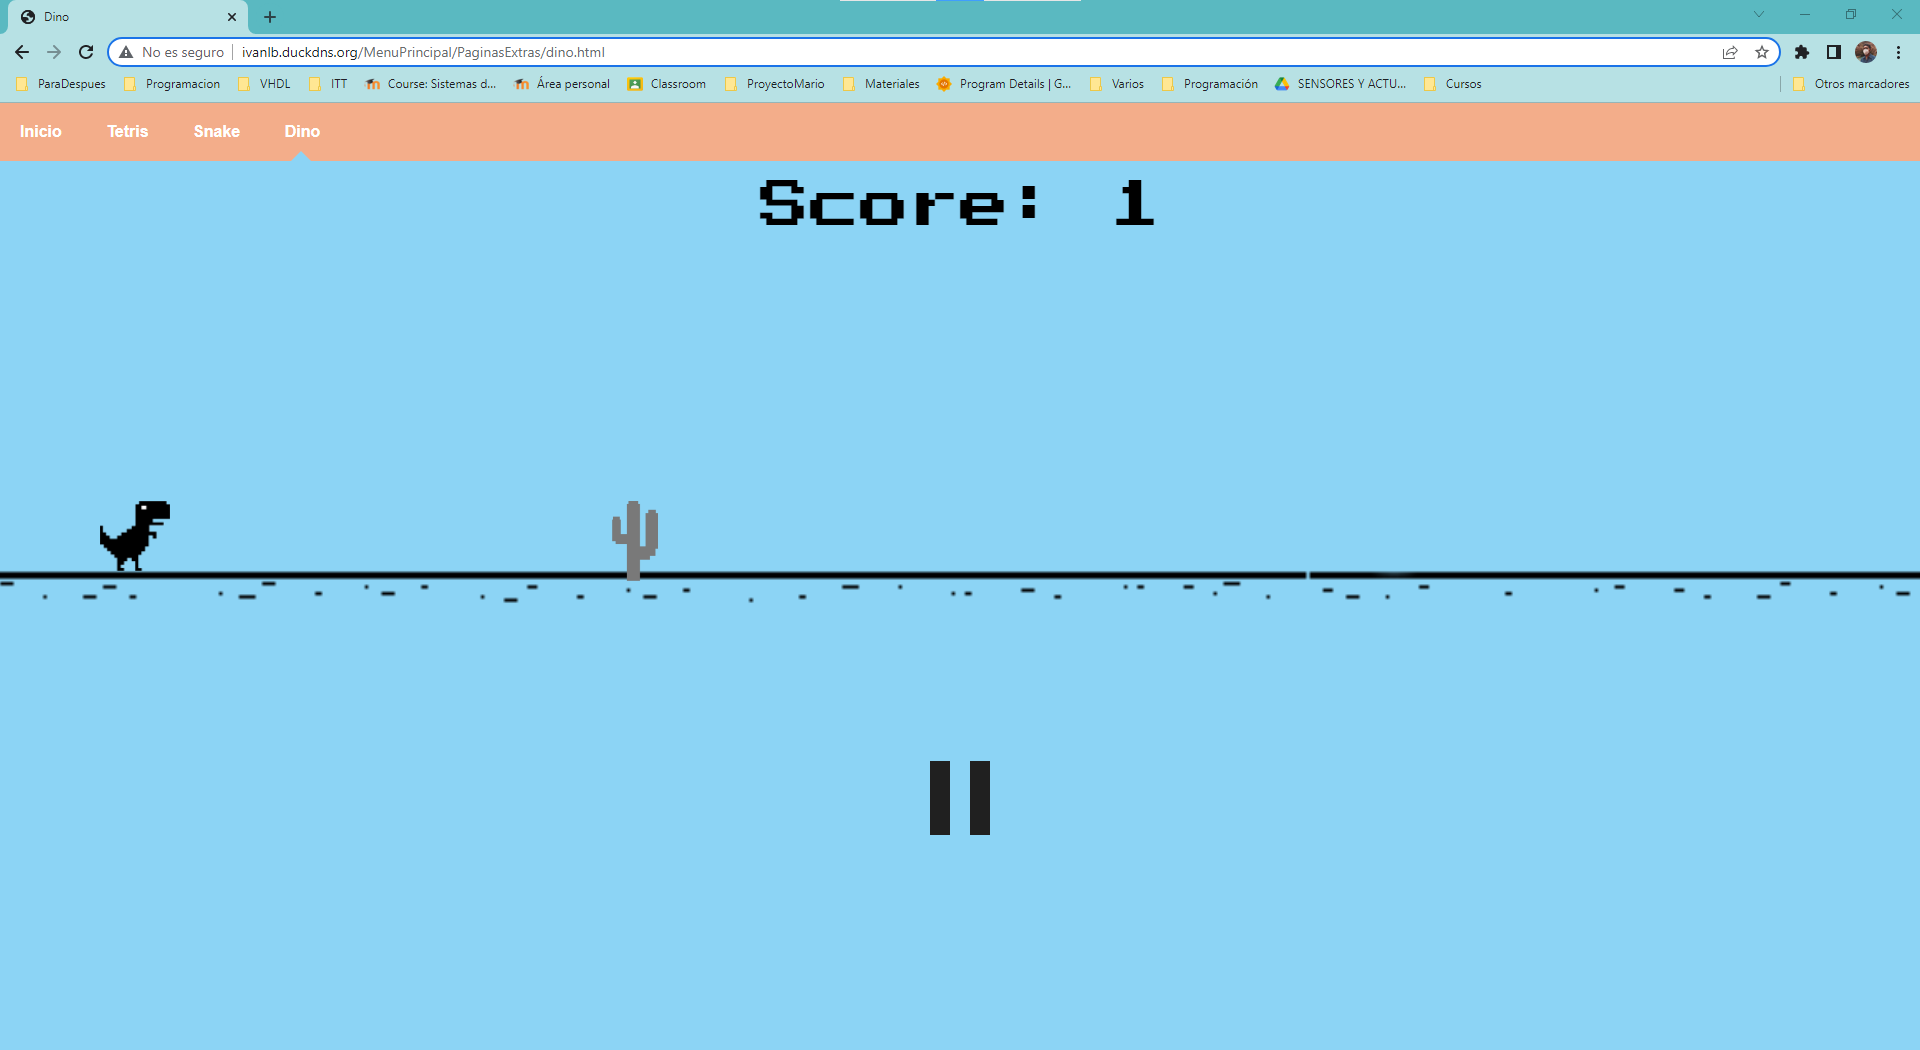 Dino
No es seguro ivanlb.duckdns.org/MenuPrincipal/PaginasExtras/dino.html
ParaDespues Programacion VHDL ITT Course: Sistemas d... Área personal Classroom ProyectoMario Materiales Program Details | G... Varios Programación SENSORES Y ACTU... Cursos Otros marcadores
Inicio Tetris Snake Dino
Score: 1